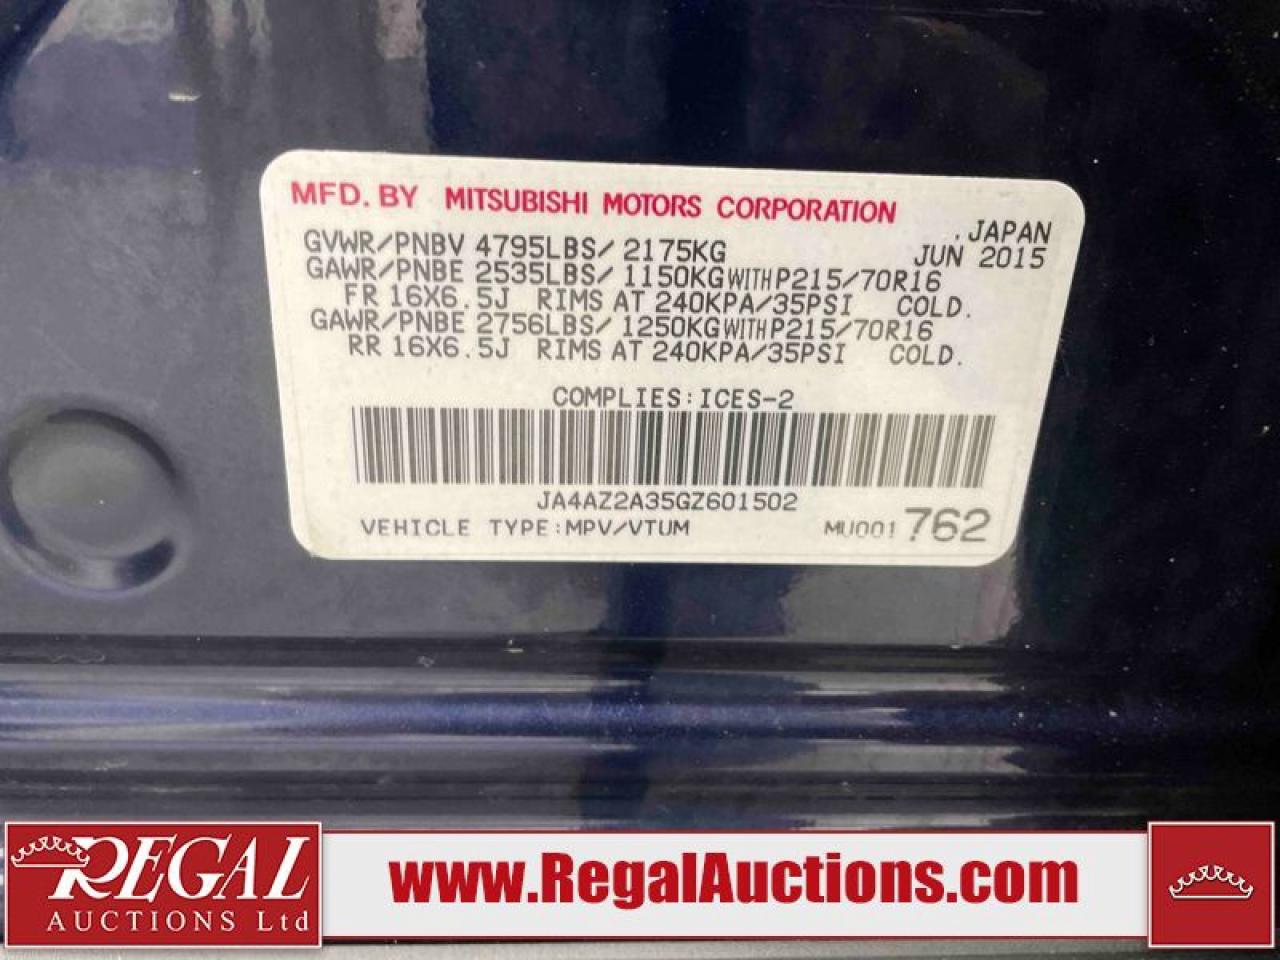 MFD. BY MITSUBISHI MOTORS CORPORATION
JAPAN
GVWR/PNBV 4795LBS/2175KG JUN 2015
GAWR/PNBE 2535LBS/1150KG WITH P215/70R16
FR 16X6.5J RIMS AT 240KPA/35PSI COLD.
GAWR/PNBE 2756LBS/1250KG WITH P215/70R16
RR 16X6.5J RIMS AT 240KPA/35PSI COLD.
COMPLIES:ICES-2
JA4AZ2A35GZ601502
VEHICLE TYPE:MPV/VTUM MU001 762
REGAL
AUCTIONS Ltd
www.RegalAuctions.com